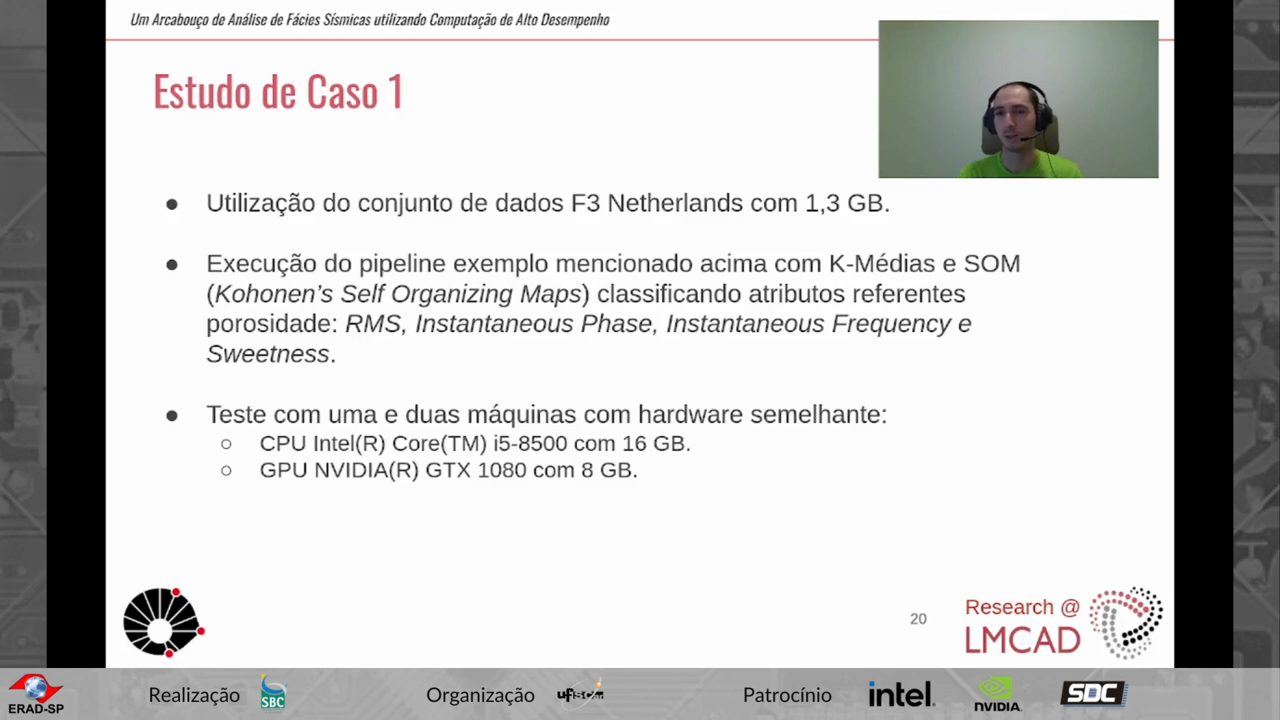 Um Arcabouço de Análise de Fácies Sísmicas utilizando Computação de Alto Desempenho
Estudo de Caso 1
● Utilização do conjunto de dados F3 Netherlands com 1,3 GB.
● Execução do pipeline exemplo mencionado acima com K-Médias e SOM
(Kohonen’s Self Organizing Maps) classificando atributos referentes
porosidade: RMS, Instantaneous Phase, Instantaneous Frequency e
Sweetness.
● Teste com uma e duas máquinas com hardware semelhante:
○ CPU Intel(R) Core(TM) i5-8500 com 16 GB.
○ GPU NVIDIA(R) GTX 1080 com 8 GB.
20
Research @
LMCAD
ERAD-SP
Realização
SBC
Organização
ufscar
Patrocínio
intel.
NVIDIA.
SDC